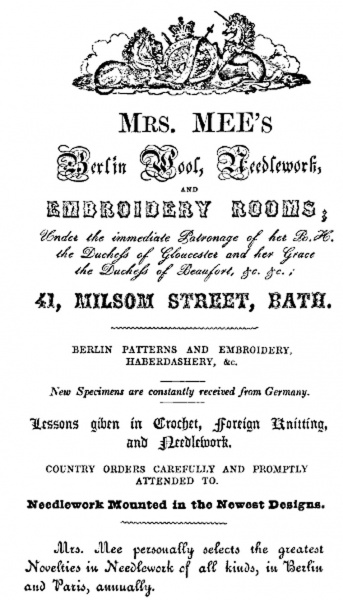 MRS. MEE'S
Berlin Wool, Needlework,
AND
EMBROIDERY ROOMS;
Under the immediate Patronage of her R. H.
the Duchess of Gloucester and her Grace
the Duchess of Beaufort, &c. &c.;
41, MILSOM STREET, BATH.
BERLIN PATTERNS AND EMBROIDERY,
HABERDASHERY, &c.
New Specimens are constantly received from Germany.
Lessons given in Crochet, Foreign Knitting,
and Needlework.
COUNTRY ORDERS CAREFULLY AND PROMPTLY
ATTENDED TO.
Needlework Mounted in the Newest Designs.
Mrs. Mee personally selects the greatest
Novelties in Needlework of all kinds, in Berlin
and Paris, annually.